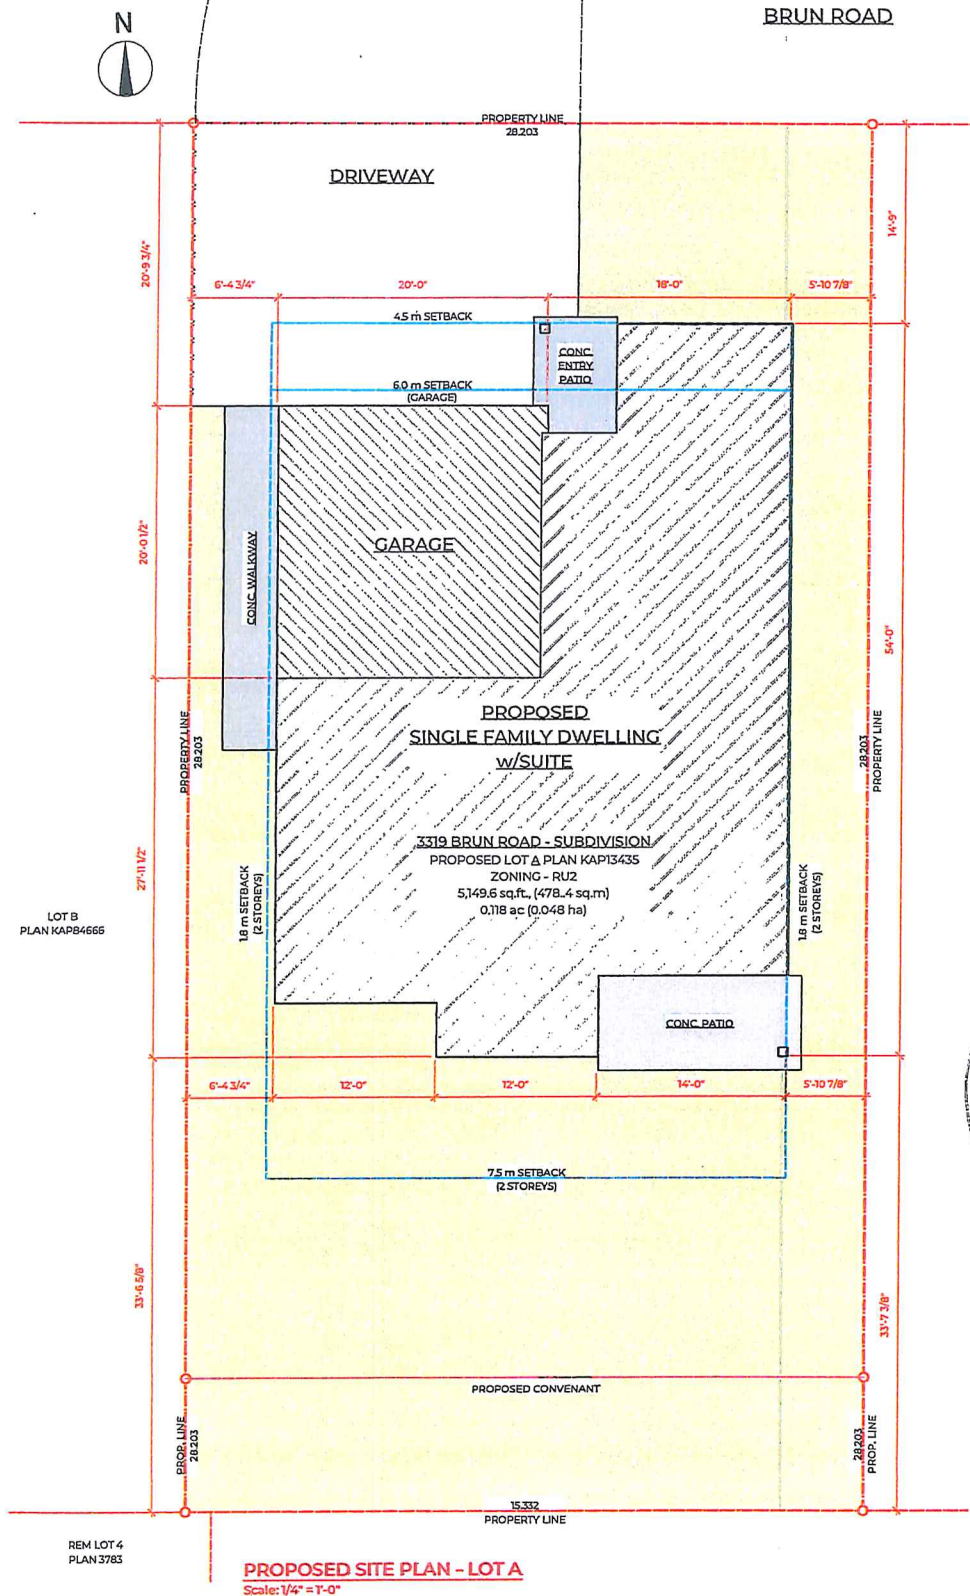 BRUN ROAD
N
PROPERTY LINE
28.203
DRIVEWAY
20'-9 3/4"
14'-9"
6'-4 3/4"
20'-0"
18'-0"
5'-10 7/8"
4.5 m SETBACK
CONC.
ENTRY
PATIO
6.0 m SETBACK
(GARAGE)
GARAGE
CONC. WALKWAY
20'-0 1/2"
54'-0"
PROPOSED
SINGLE FAMILY DWELLING
w/SUITE
PROPERTY LINE
28.203
28.203
PROPERTY LINE
3319 BRUN ROAD - SUBDIVISION
PROPOSED LOT A PLAN KAP13435
ZONING - RU2
5,149.6 sq.ft., (478.4 sq.m)
0.118 ac (0.048 ha)
27'-11 1/2"
1.8 m SETBACK
(2 STOREYS)
1.8 m SETBACK
(2 STOREYS)
LOT B
PLAN KAP84666
CONC. PATIO
6'-4 3/4"
12'-0"
12'-0"
14'-0"
5'-10 7/8"
7.5 m SETBACK
(2 STOREYS)
33'-6 5/8"
33'-7 3/8"
PROPOSED CONVENANT
PROP. LINE
28.203
28.203
PROP. LINE
15.332
PROPERTY LINE
REM LOT 4
PLAN 3783
PROPOSED SITE PLAN - LOT A
Scale: 1/4" = 1'-0"